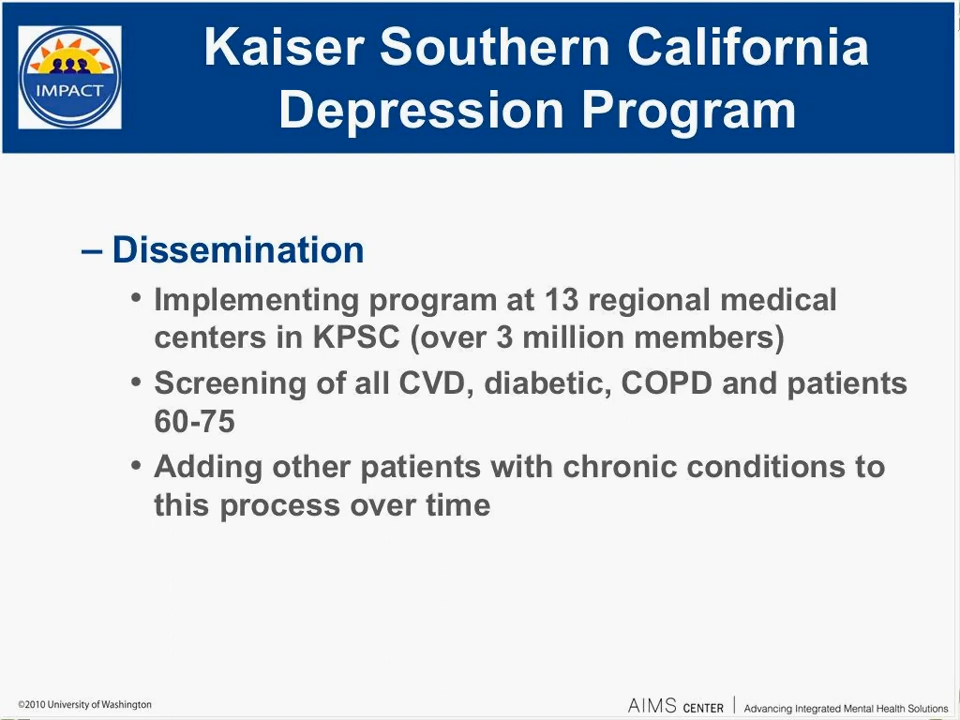 IMPACT
Kaiser Southern California
Depression Program
– Dissemination
• Implementing program at 13 regional medical
centers in KPSC (over 3 million members)
• Screening of all CVD, diabetic, COPD and patients
60-75
• Adding other patients with chronic conditions to
this process over time
©2010 University of Washington
AIMS CENTER | Advancing Integrated Mental Health Solutions